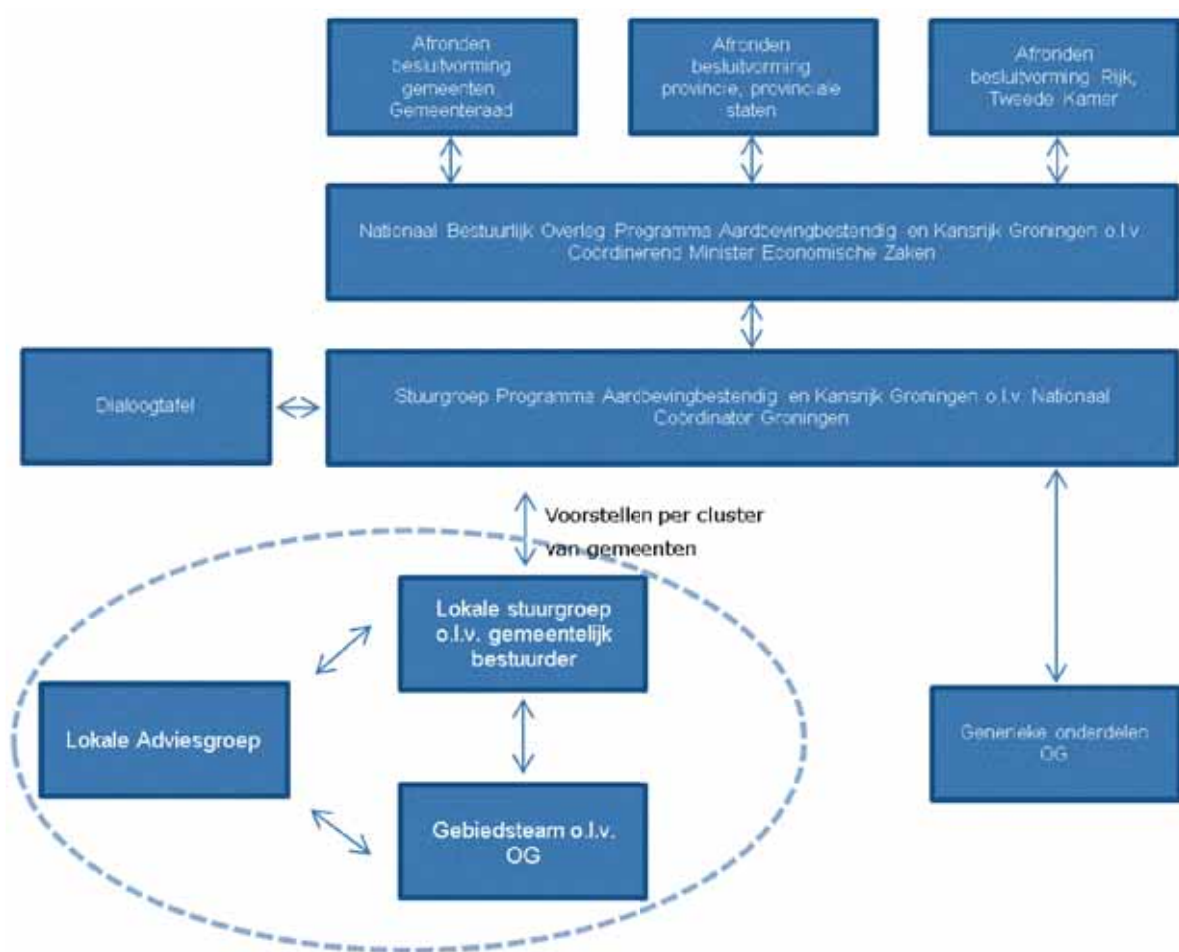 Afronden
besluitvorming
gemeenten
Gemeenteraad
Afronden
besluitvorming
provincie, provinciale
staten
Afronden
besluitvorming Rijk,
Tweede Kamer
Nationaal Bestuurlijk Overleg Programma Aardbevingbestendig en Kansrijk Groningen o.l.v.
Coördinerend Minister Economische Zaken
Dialoogtafel
Stuurgroep Programma Aardbevingbestendig en Kansrijk Groningen o.l.v. Nationaal
Coördinator Groningen
Voorstellen per cluster
van gemeenten
Lokale stuurgroep
o.l.v. gemeentelijk
bestuurder
Lokale Adviesgroep
Generieke onderdelen
OG
Gebiedsteam o.l.v.
OG